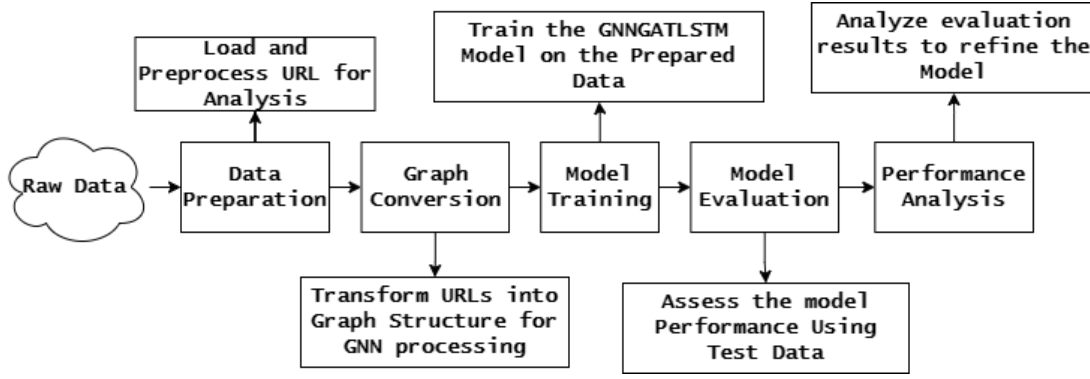 Load and
Preprocess URL for
Analysis
Train the GNNGATLSTM
Model on the Prepared
Data
Analyze evaluation
results to refine the
Model
Raw Data
Data
Preparation
Graph
Conversion
Model
Training
Model
Evaluation
Performance
Analysis
Transform URLs into
Graph Structure for
GNN processing
Assess the model
Performance Using
Test Data